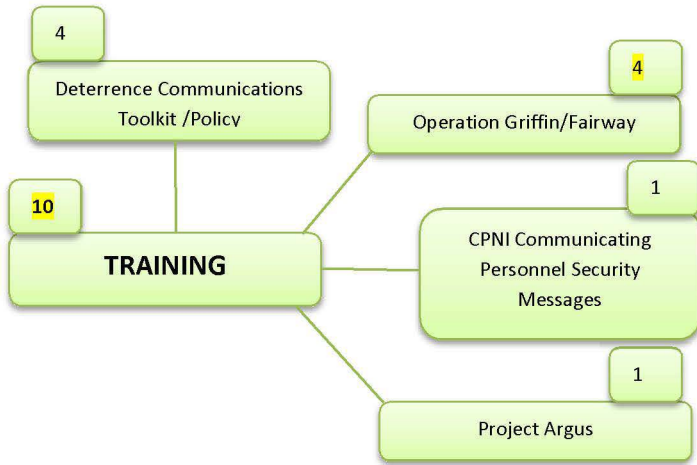 4
Deterrence Communications
Toolkit /Policy
4
Operation Griffin/Fairway
10
TRAINING
1
CPNI Communicating
Personnel Security
Messages
1
Project Argus